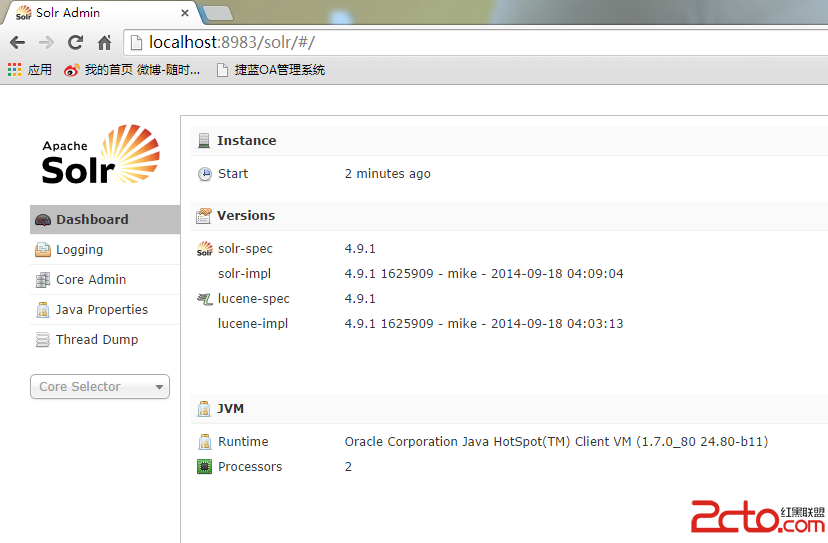 Solr Admin
localhost:8983/solr/#/
应用 我的首页 微博-随时... 捷蓝OA管理系统
Apache
Solr
Dashboard
Logging
Core Admin
Java Properties
Thread Dump
Core Selector
Instance
Start 2 minutes ago
Versions
solr-spec 4.9.1
solr-impl 4.9.1 1625909 - mike - 2014-09-18 04:09:04
lucene-spec 4.9.1
lucene-impl 4.9.1 1625909 - mike - 2014-09-18 04:03:13
JVM
Runtime Oracle Corporation Java HotSpot(TM) Client VM (1.7.0_80 24.80-b11)
Processors 2
2cto.com 红黑联盟